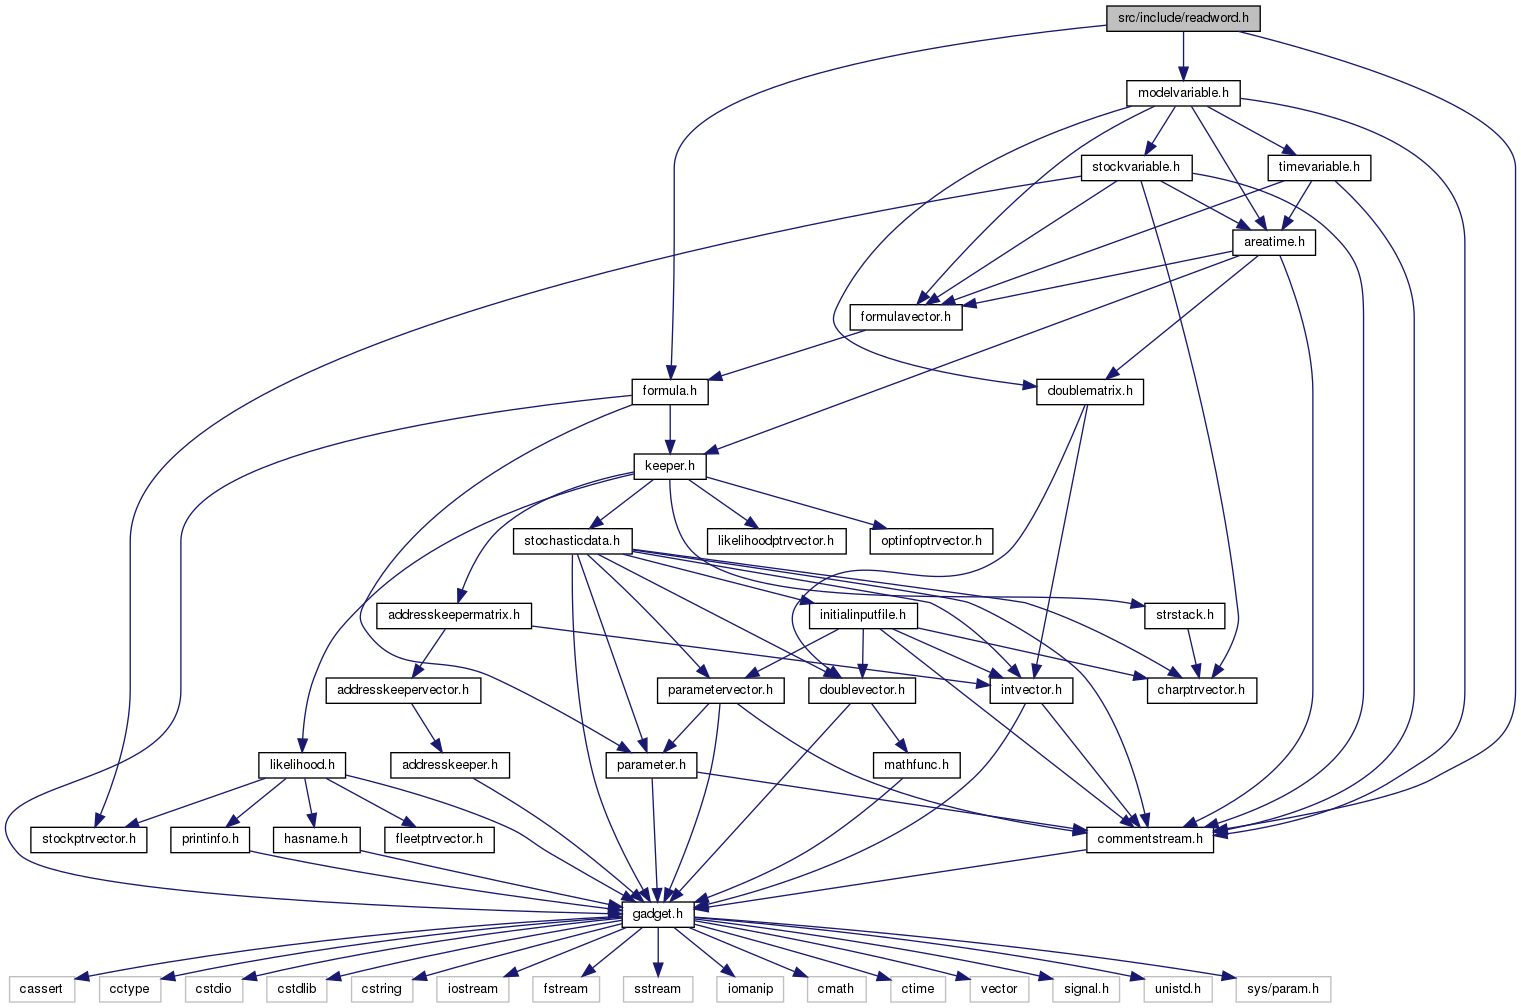 src/include/readword.h
modelvariable.h
stockvariable.h
timevariable.h
areatime.h
formulavector.h
formula.h
doublematrix.h
keeper.h
stochasticdata.h
likelihoodptrvector.h
optinfoptrvector.h
addresskeepermatrix.h
initialinputfile.h
strstack.h
addresskeepervector.h
parametervector.h
doublevector.h
intvector.h
charptrvector.h
likelihood.h
addresskeeper.h
parameter.h
mathfunc.h
stockptrvector.h
printinfo.h
hasname.h
fleetptrvector.h
commentstream.h
gadget.h
cassert
cctype
cstdio
cstdlib
cstring
iostream
fstream
sstream
iomanip
cmath
ctime
vector
signal.h
unistd.h
sys/param.h